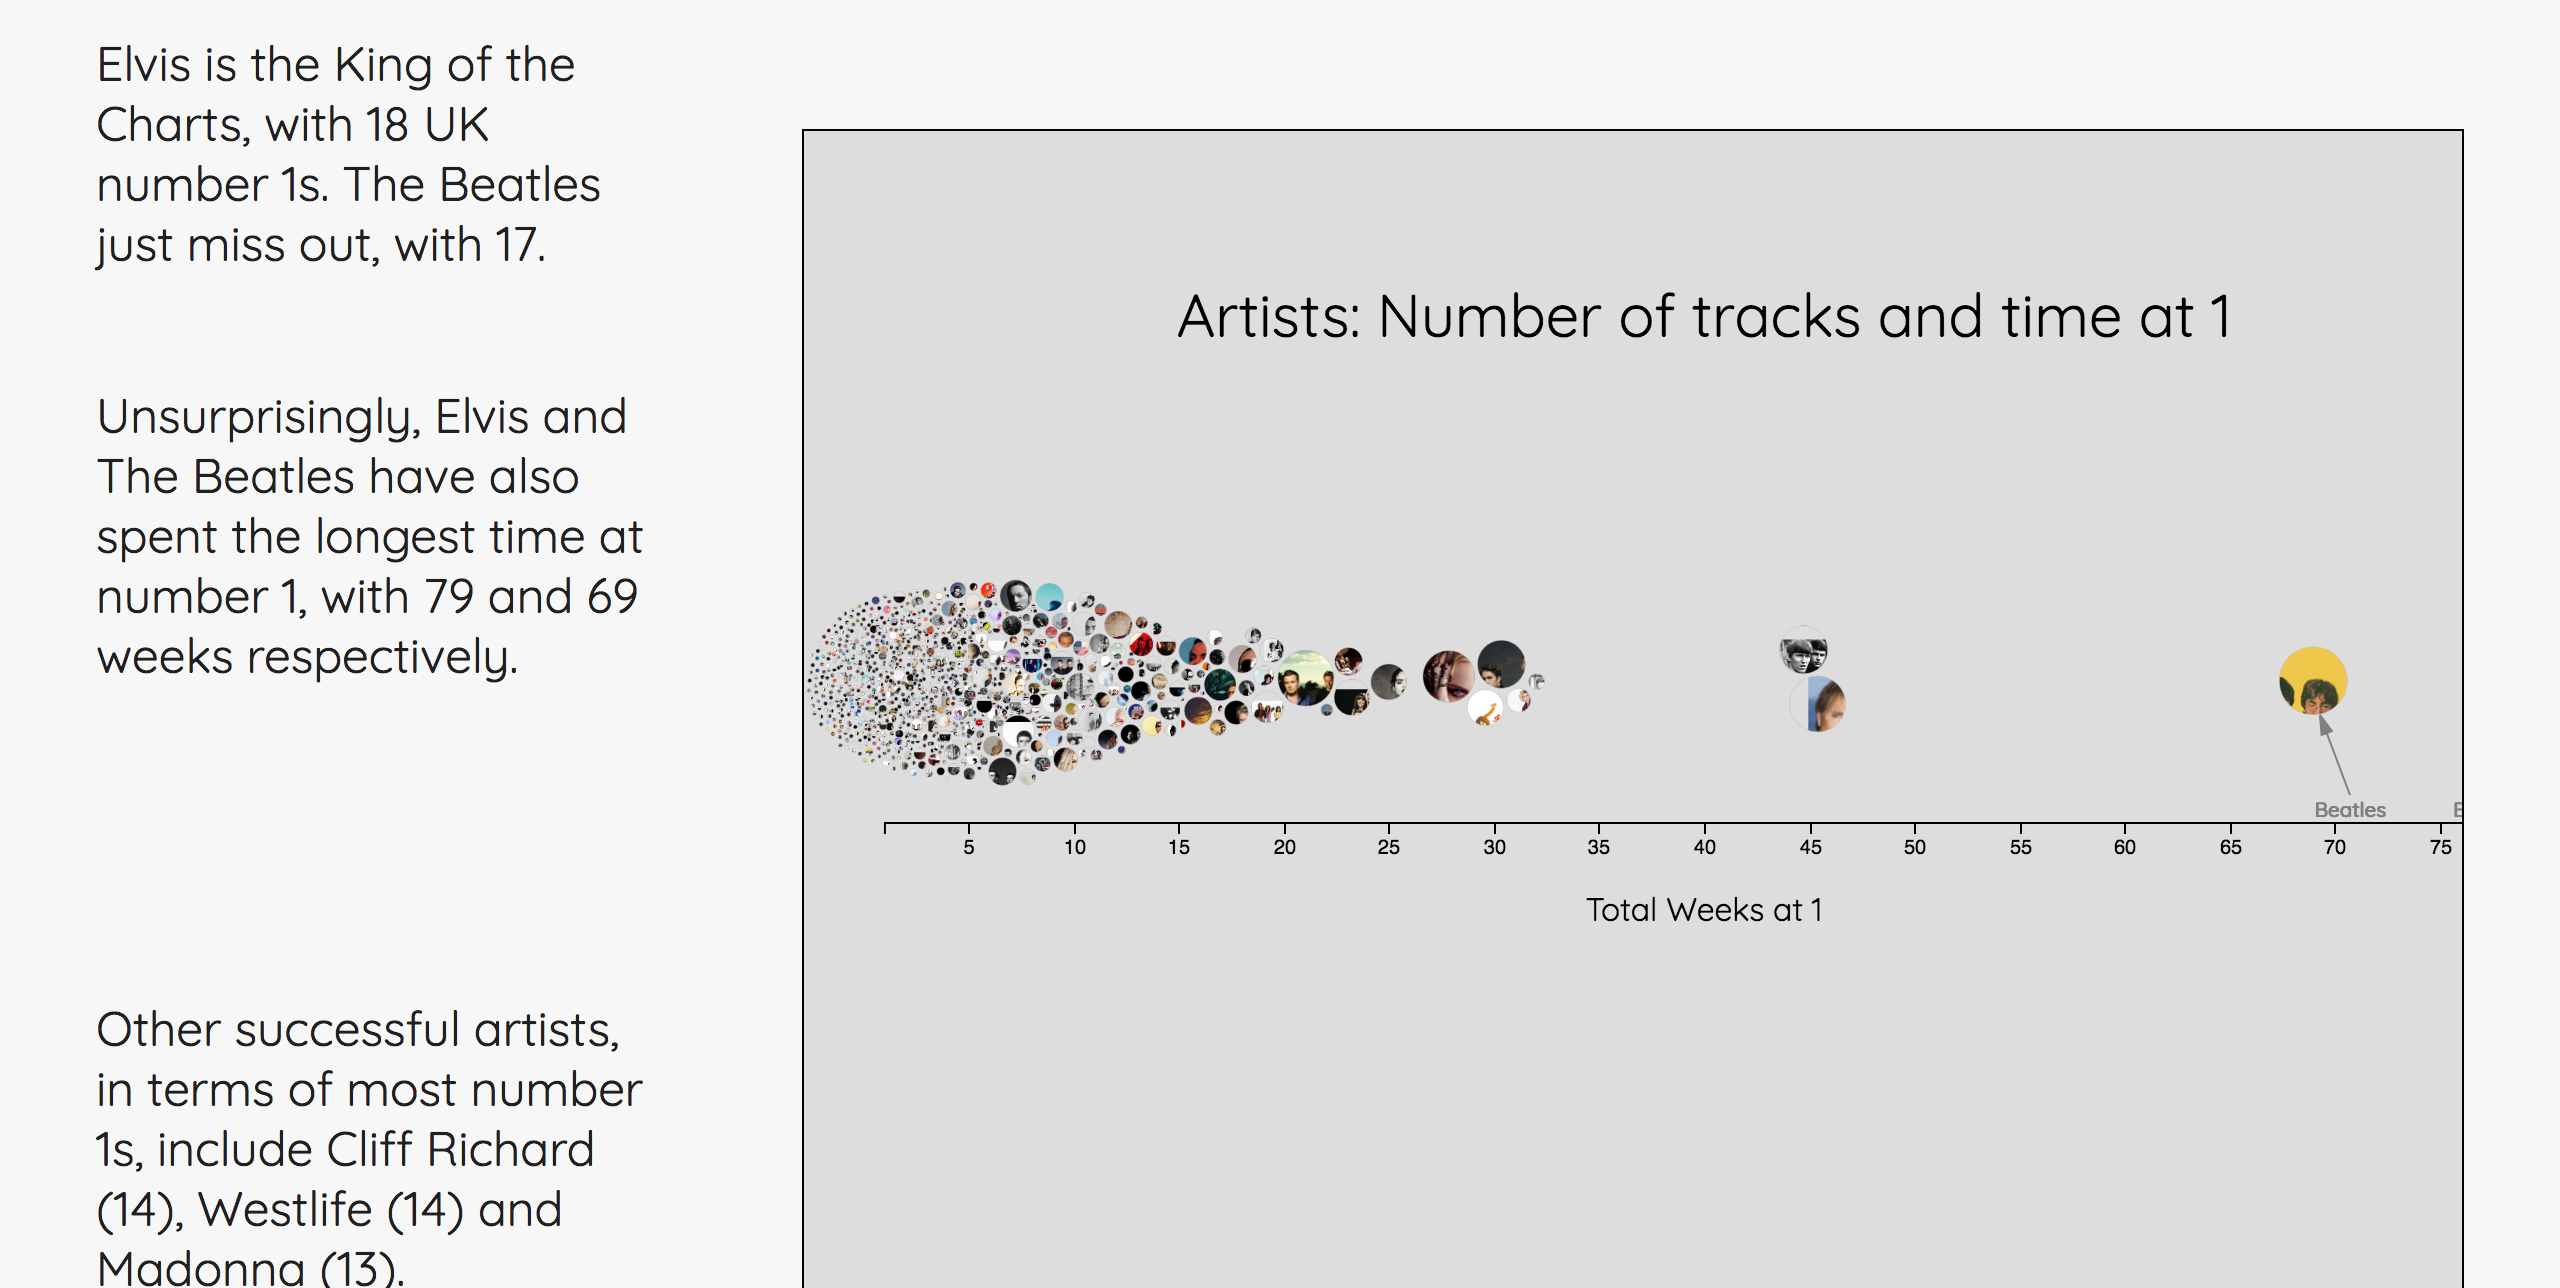 Elvis is the King of the
Charts, with 18 UK
number 1s. The Beatles
just miss out, with 17.
Unsurprisingly, Elvis and
The Beatles have also
spent the longest time at
number 1, with 79 and 69
weeks respectively.
Other successful artists,
in terms of most number
1s, include Cliff Richard
(14), Westlife (14) and
Madonna (13).
Artists: Number of tracks and time at 1
Beatles
5 10 15 20 25 30 35 40 45 50 55 60 65 70 75
Total Weeks at 1